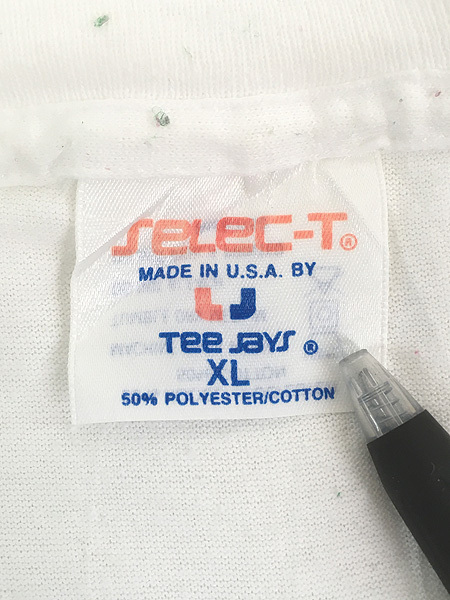 SELEC-T®
MADE IN U.S.A. BY
TEE JAYS ®
XL
50% POLYESTER/COTTON